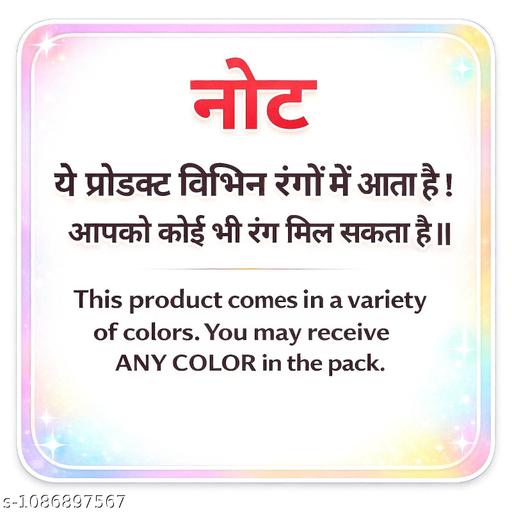 नोट
ये प्रोडक्ट विभिन रंगों में आता है !
आपको कोई भी रंग मिल सकता है॥
This product comes in a variety
of colors. You may receive
ANY COLOR in the pack.
s-1086897567